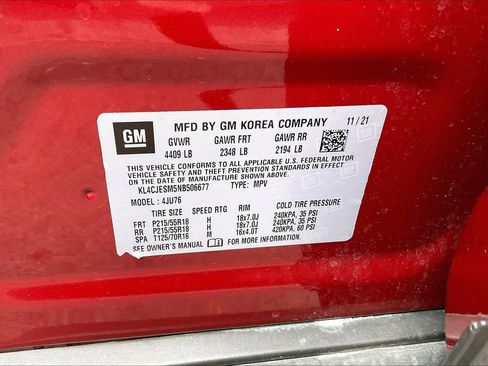 GM
MFD BY GM KOREA COMPANY 11 / 21
GVWR GAWR FRT GAWR RR
4409 LB 2348 LB 2194 LB
THIS VEHICLE CONFORMS TO ALL APPLICABLE U.S. FEDERAL MOTOR
VEHICLE SAFETY AND THEFT PREVENTION STANDARDS IN EFFECT
ON THE DATE OF MANUFACTURE SHOWN ABOVE.
KL4CJESM5NB506677 TYPE: MPV
MODEL : 4JU76
TIRE SIZE SPEED RTG RIM COLD TIRE PRESSURE
FRT P215/55R18 H 18x7.0J 240KPA, 35 PSI
RR P215/55R18 H 18x7.0J 240KPA, 35 PSI
SPA T125/70R16 M 16x4.0T 420KPA, 60 PSI
SEE OWNER'S MANUAL FOR MORE INFORMATION.